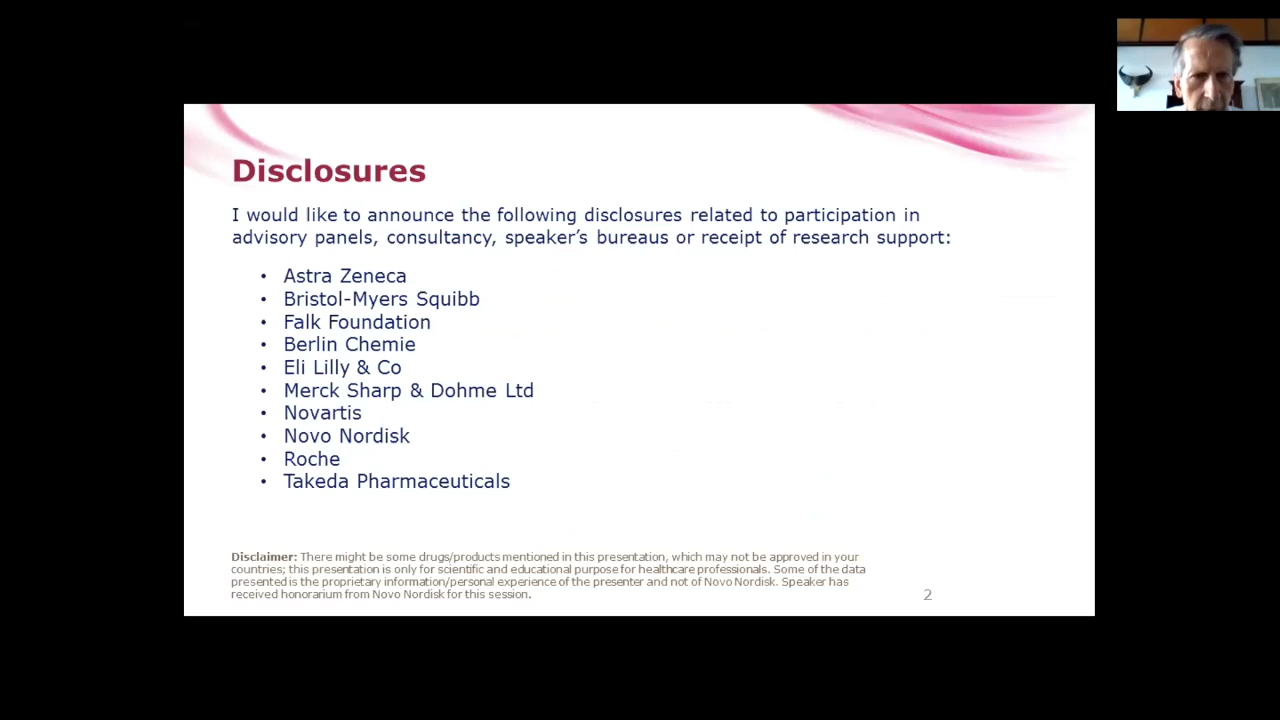 Disclosures
I would like to announce the following disclosures related to participation in
advisory panels, consultancy, speaker’s bureaus or receipt of research support:
• Astra Zeneca
• Bristol-Myers Squibb
• Falk Foundation
• Berlin Chemie
• Eli Lilly & Co
• Merck Sharp & Dohme Ltd
• Novartis
• Novo Nordisk
• Roche
• Takeda Pharmaceuticals
Disclaimer: There might be some drugs/products mentioned in this presentation, which may not be approved in your
countries; this presentation is only for scientific and educational purpose for healthcare professionals. Some of the data
presented is the proprietary information/personal experience of the presenter and not of Novo Nordisk. Speaker has
received honorarium from Novo Nordisk for this session.
2